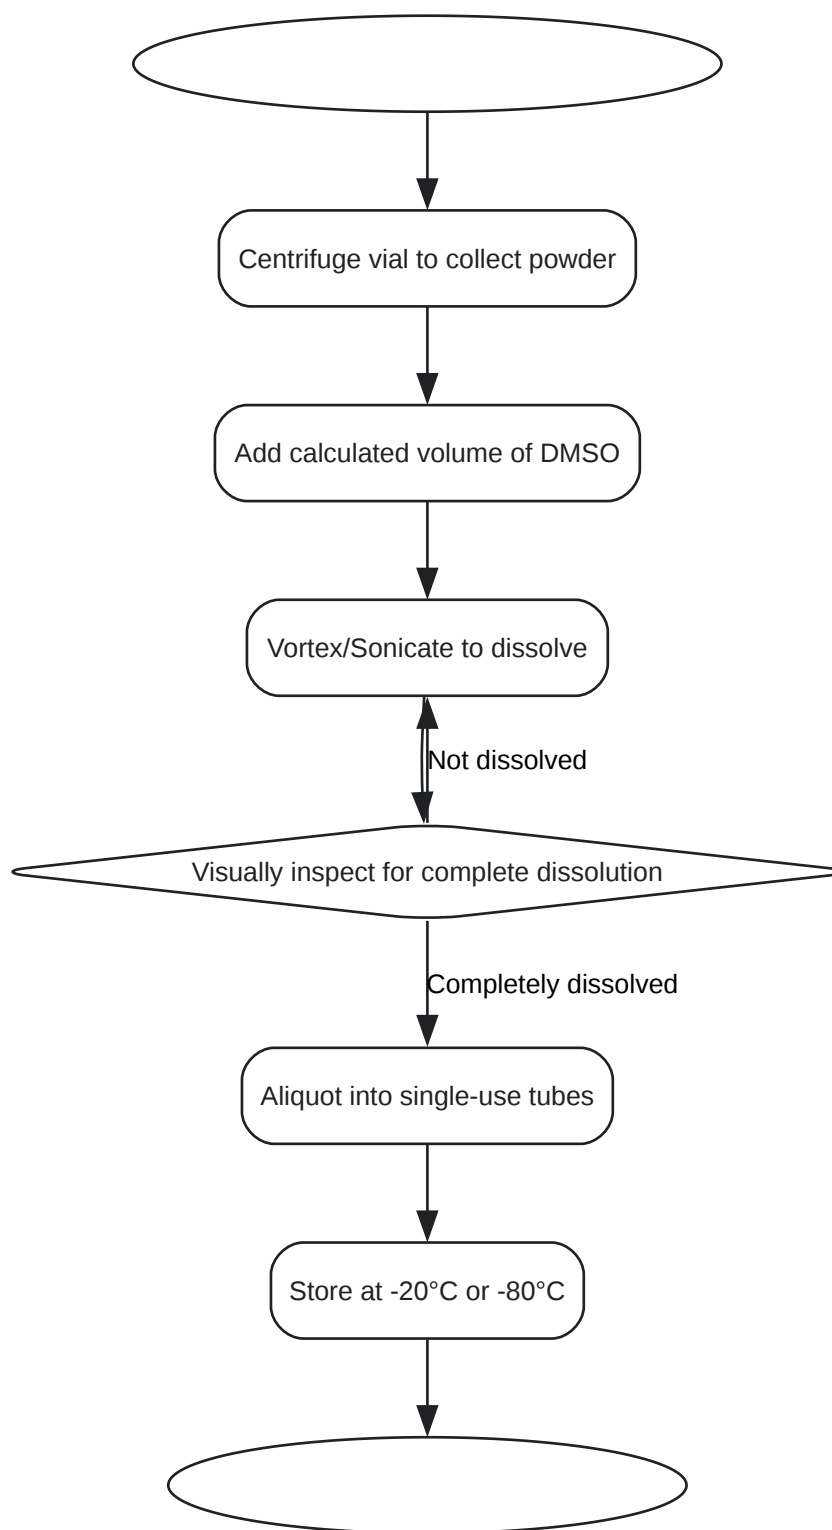 Centrifuge vial to collect powder
Add calculated volume of DMSO
Vortex/Sonicate to dissolve
Not dissolved
Visually inspect for complete dissolution
Completely dissolved
Aliquot into single-use tubes
Store at -20°C or -80°C